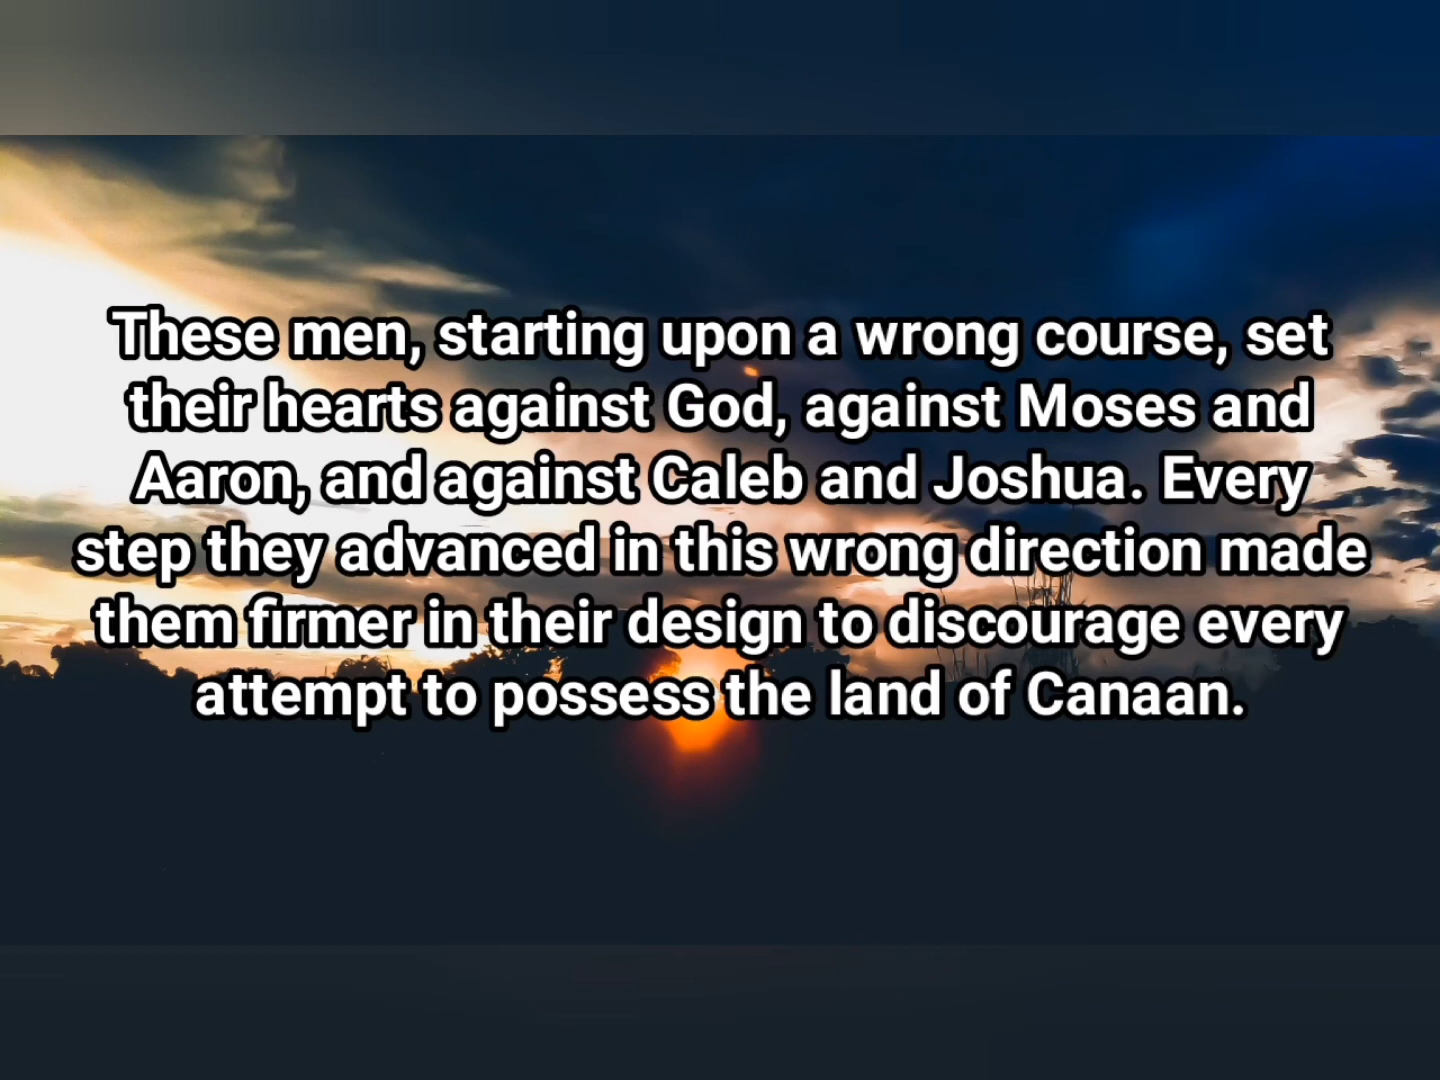 These men, starting upon a wrong course, set
their hearts against God, against Moses and
Aaron, and against Caleb and Joshua. Every
step they advanced in this wrong direction made
them firmer in their design to discourage every
attempt to possess the land of Canaan.